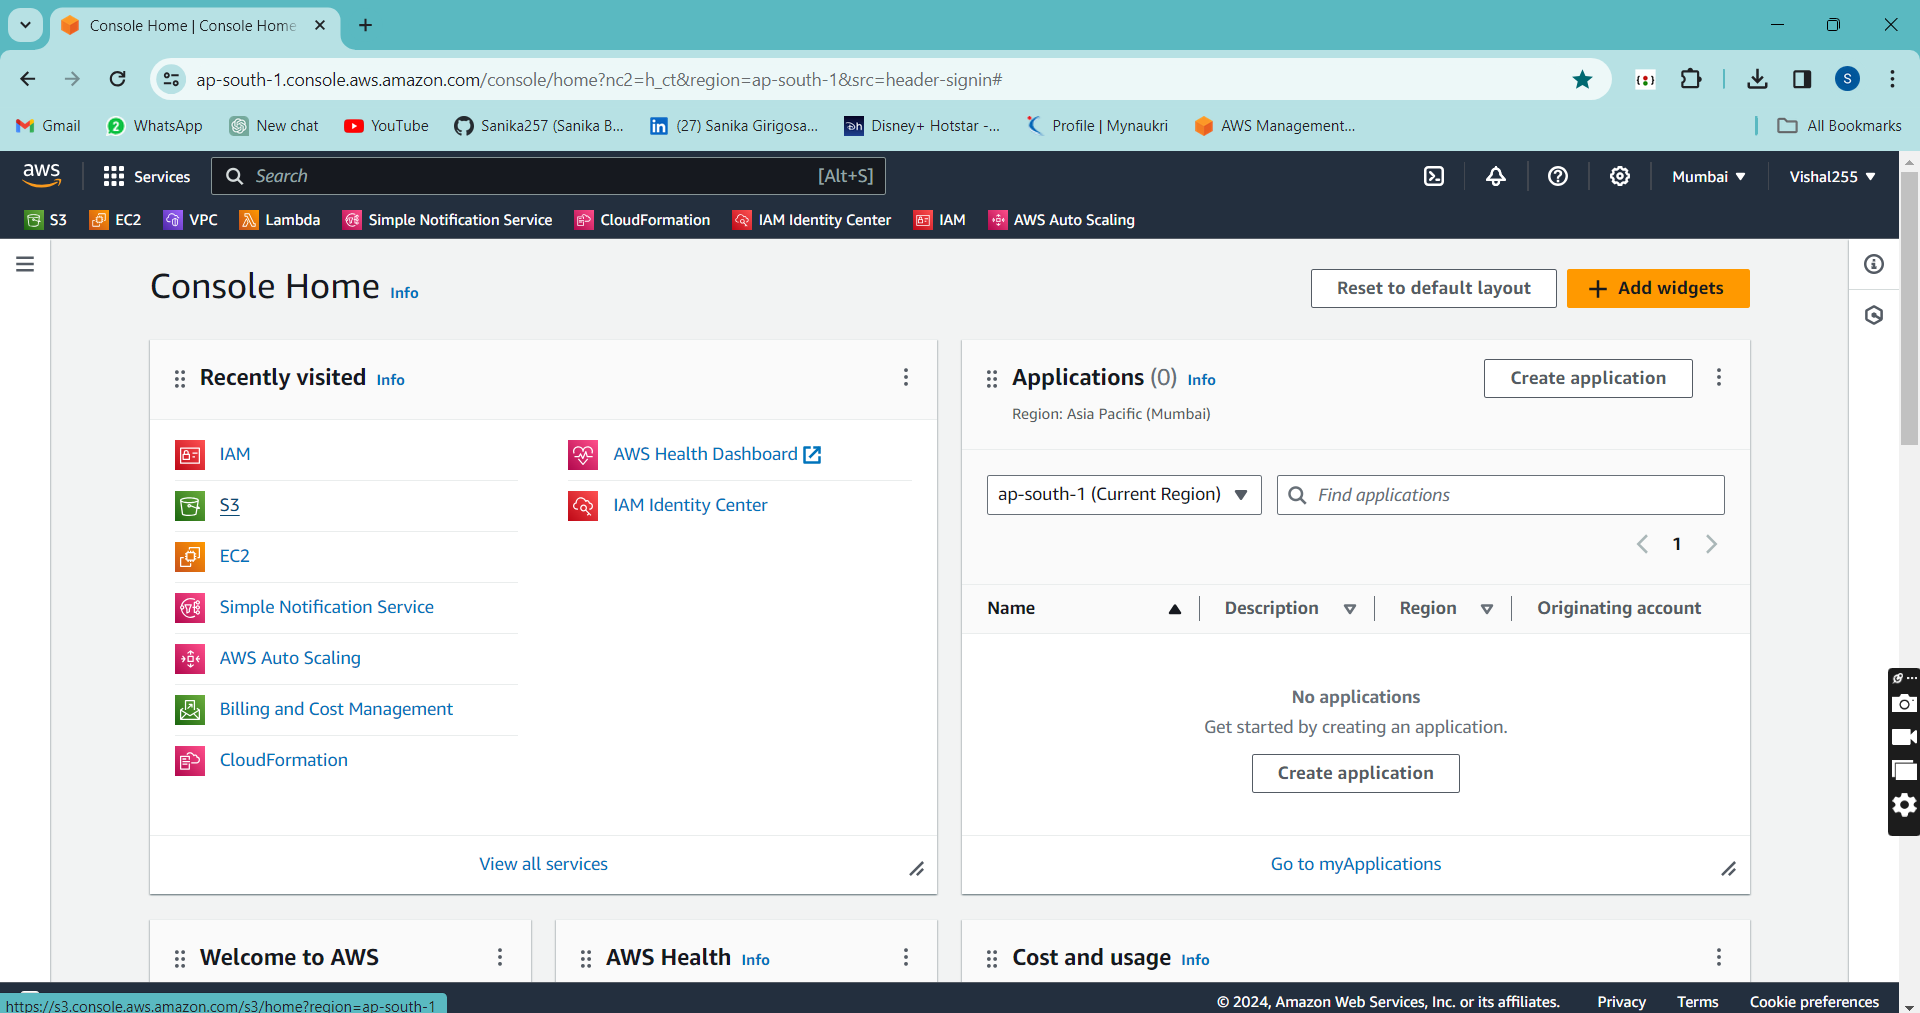 Console Home | Console Home
ap-south-1.console.aws.amazon.com/console/home?nc2=h_ct&region=ap-south-1&src=header-signin#
S
Gmail
2 WhatsApp
New chat
YouTube
Sanika257 (Sanika B...
in (27) Sanika Girigosa...
Dh Disney+ Hotstar -...
Profile | Mynaukri
AWS Management...
All Bookmarks
aws
Services
Search
[Alt+S]
Mumbai
Vishal255
S3
EC2
VPC
Lambda
Simple Notification Service
CloudFormation
IAM Identity Center
IAM
AWS Auto Scaling
Console Home Info
Reset to default layout
Add widgets
Recently visited Info
IAM
S3
EC2
Simple Notification Service
AWS Auto Scaling
Billing and Cost Management
CloudFormation
AWS Health Dashboard
IAM Identity Center
View all services
Applications (0) Info
Region: Asia Pacific (Mumbai)
Create application
ap-south-1 (Current Region)
Find applications
1
Name
Description
Region
Originating account
No applications
Get started by creating an application.
Create application
Go to myApplications
Welcome to AWS
AWS Health Info
Cost and usage Info
https://s3.console.aws.amazon.com/s3/home?region=ap-south-1
© 2024, Amazon Web Services, Inc. or its affiliates.
Privacy
Terms
Cookie preferences